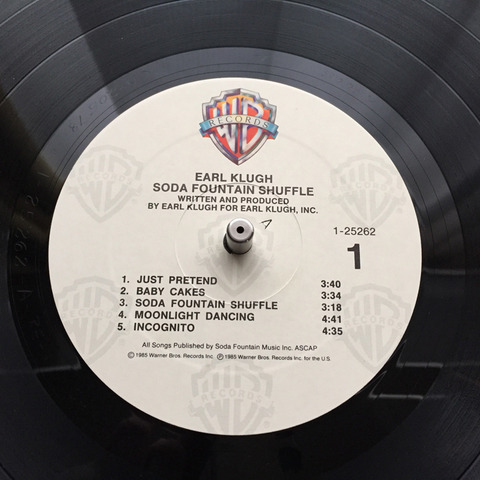 WB
RECORDS
EARL KLUGH
SODA FOUNTAIN SHUFFLE
WRITTEN AND PRODUCED
BY EARL KLUGH FOR EARL KLUGH, INC.
1-25262
1
1. JUST PRETEND 3:40
2. BABY CAKES 3:34
3. SODA FOUNTAIN SHUFFLE 3:18
4. MOONLIGHT DANCING 4:41
5. INCOGNITO 4:35
All Songs Published by Soda Fountain Music Inc. ASCAP
© 1985 Warner Bros. Records Inc. ℗ 1985 Warner Bros. Records Inc. for the U.S.
RECORDS